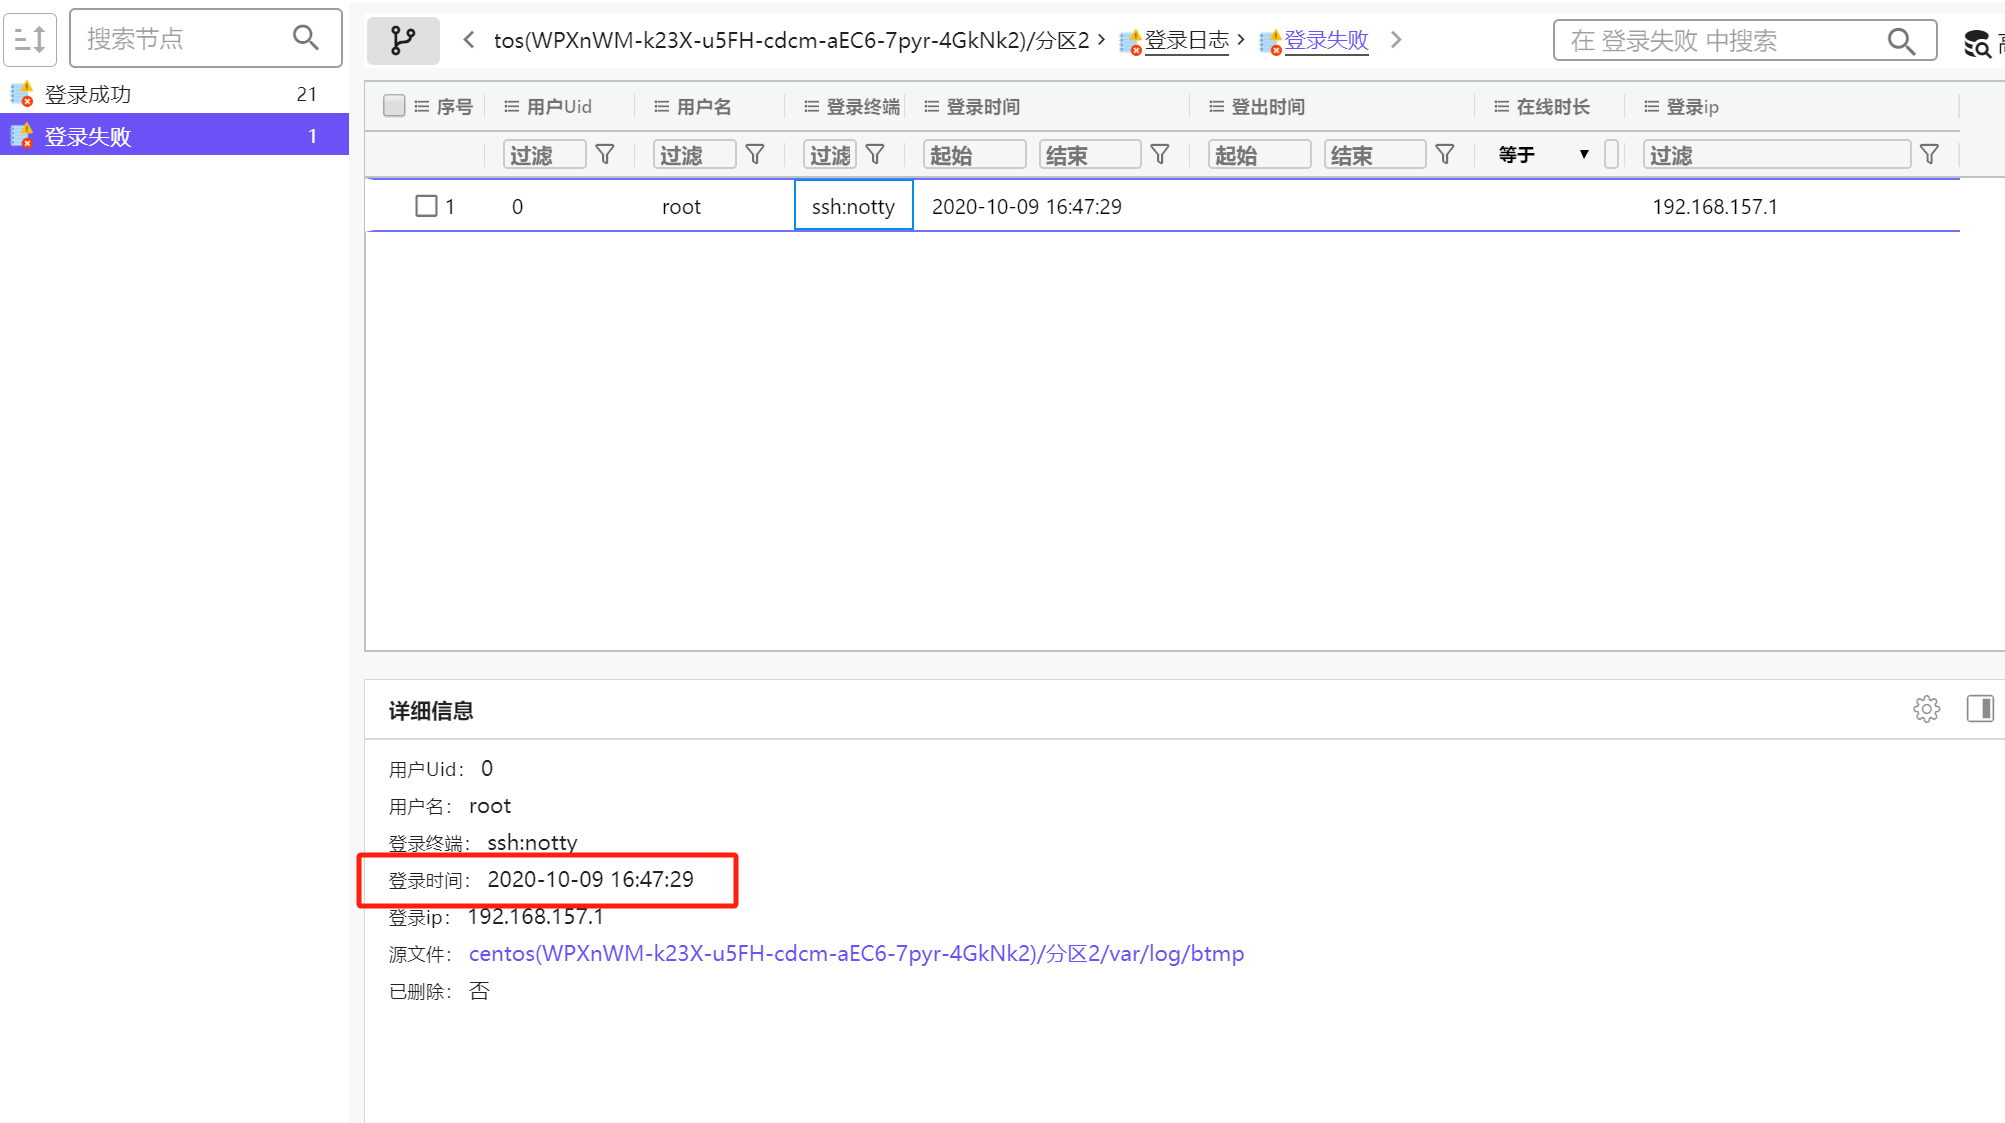 搜索节点
登录成功 21
登录失败 1
tos(WPXnWM-k23X-u5FH-cdcm-aEC6-7pyr-4GkNk2)/分区2 › 登录日志 › 登录失败
在 登录失败 中搜索
序号 用户Uid 用户名 登录终端 登录时间 登出时间 在线时长 登录ip
过滤 过滤 过滤 起始 结束 起始 结束 等于 过滤
1 0 root ssh:notty 2020-10-09 16:47:29 192.168.157.1
详细信息
用户Uid： 0
用户名： root
登录终端： ssh:notty
登录时间： 2020-10-09 16:47:29
登录ip： 192.168.157.1
源文件： centos(WPXnWM-k23X-u5FH-cdcm-aEC6-7pyr-4GkNk2)/分区2/var/log/btmp
已删除： 否